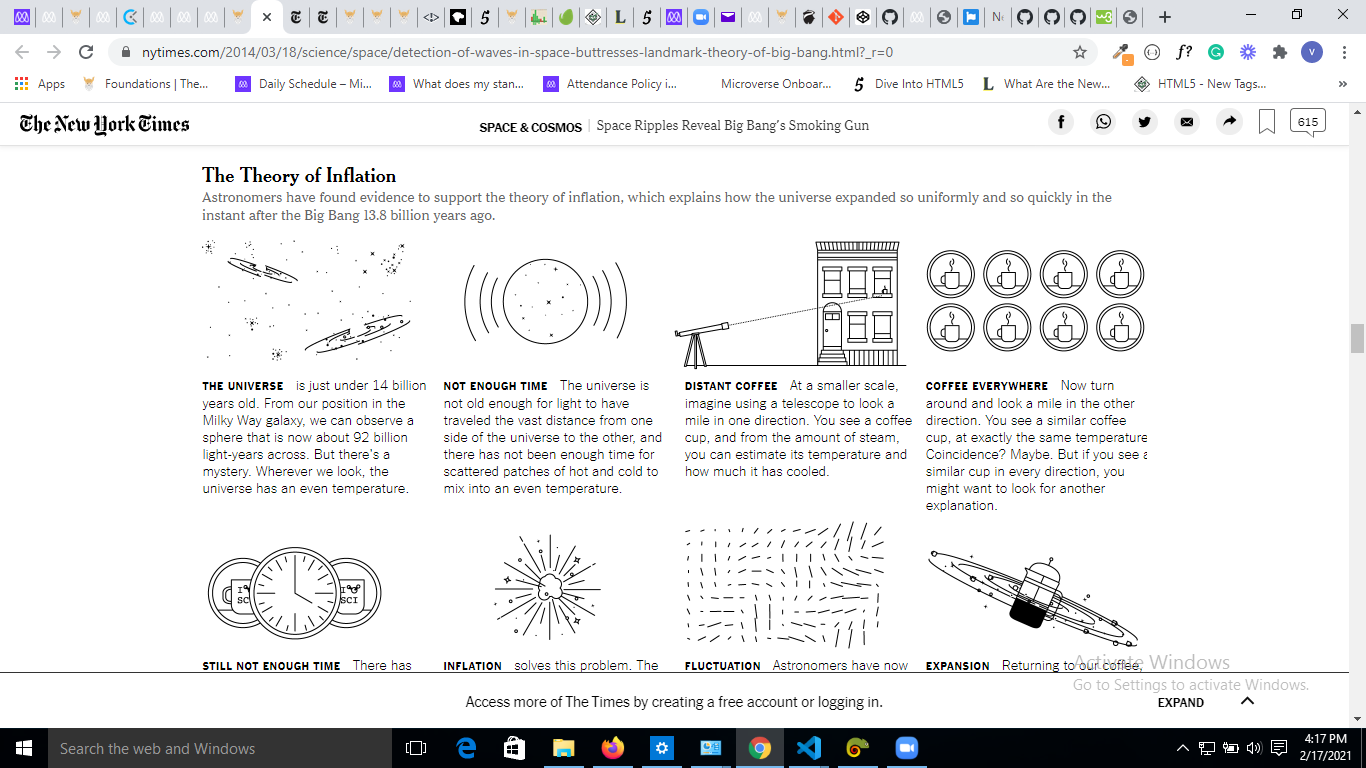 nytimes.com/2014/03/18/science/space/detection-of-waves-in-space-buttresses-landmark-theory-of-big-bang.html?_r=0
Apps
Foundations | The...
Daily Schedule – Mi...
What does my stan...
Attendance Policy i...
Microverse Onboar...
Dive Into HTML5
What Are the New...
HTML5 - New Tags...
The New York Times
SPACE & COSMOS | Space Ripples Reveal Big Bang's Smoking Gun
615
The Theory of Inflation
Astronomers have found evidence to support the theory of inflation, which explains how the universe expanded so uniformly and so quickly in the
instant after the Big Bang 13.8 billion years ago.
THE UNIVERSE is just under 14 billion
years old. From our position in the
Milky Way galaxy, we can observe a
sphere that is now about 92 billion
light-years across. But there's a
mystery. Wherever we look, the
universe has an even temperature.
NOT ENOUGH TIME The universe is
not old enough for light to have
traveled the vast distance from one
side of the universe to the other, and
there has not been enough time for
scattered patches of hot and cold to
mix into an even temperature.
DISTANT COFFEE At a smaller scale,
imagine using a telescope to look a
mile in one direction. You see a coffee
cup, and from the amount of steam,
you can estimate its temperature and
how much it has cooled.
COFFEE EVERYWHERE Now turn
around and look a mile in the other
direction. You see a similar coffee
cup, at exactly the same temperature
Coincidence? Maybe. But if you see a
similar cup in every direction, you
might want to look for another
explanation.
I
SCI
STILL NOT ENOUGH TIME There has
INFLATION solves this problem. The
FLUCTUATION Astronomers have now
EXPANSION Returning to our coffee,
Activate Windows
Go to Settings to activate Windows.
Access more of The Times by creating a free account or logging in.
EXPAND
Search the web and Windows
4:17 PM
2/17/2021